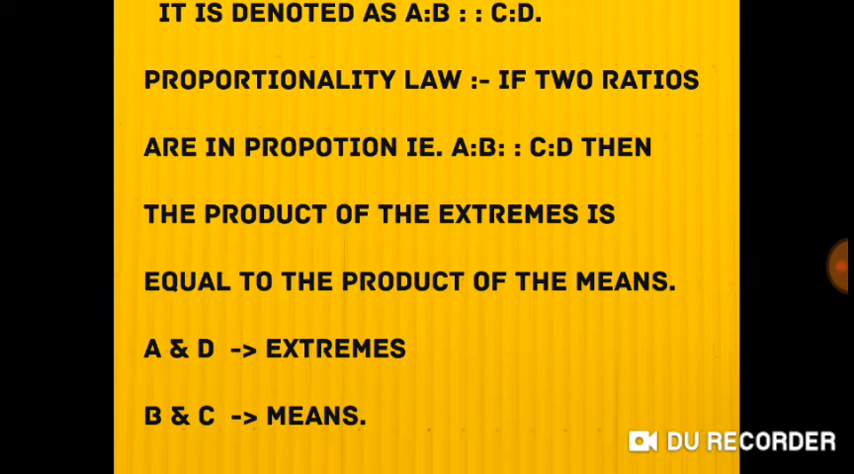 IT IS DENOTED AS A:B : : C:D.
PROPORTIONALITY LAW :- IF TWO RATIOS
ARE IN PROPOTION IE. A:B: : C:D THEN
THE PRODUCT OF THE EXTREMES IS
EQUAL TO THE PRODUCT OF THE MEANS.
A & D -> EXTREMES
B & C -> MEANS.
DU RECORDER